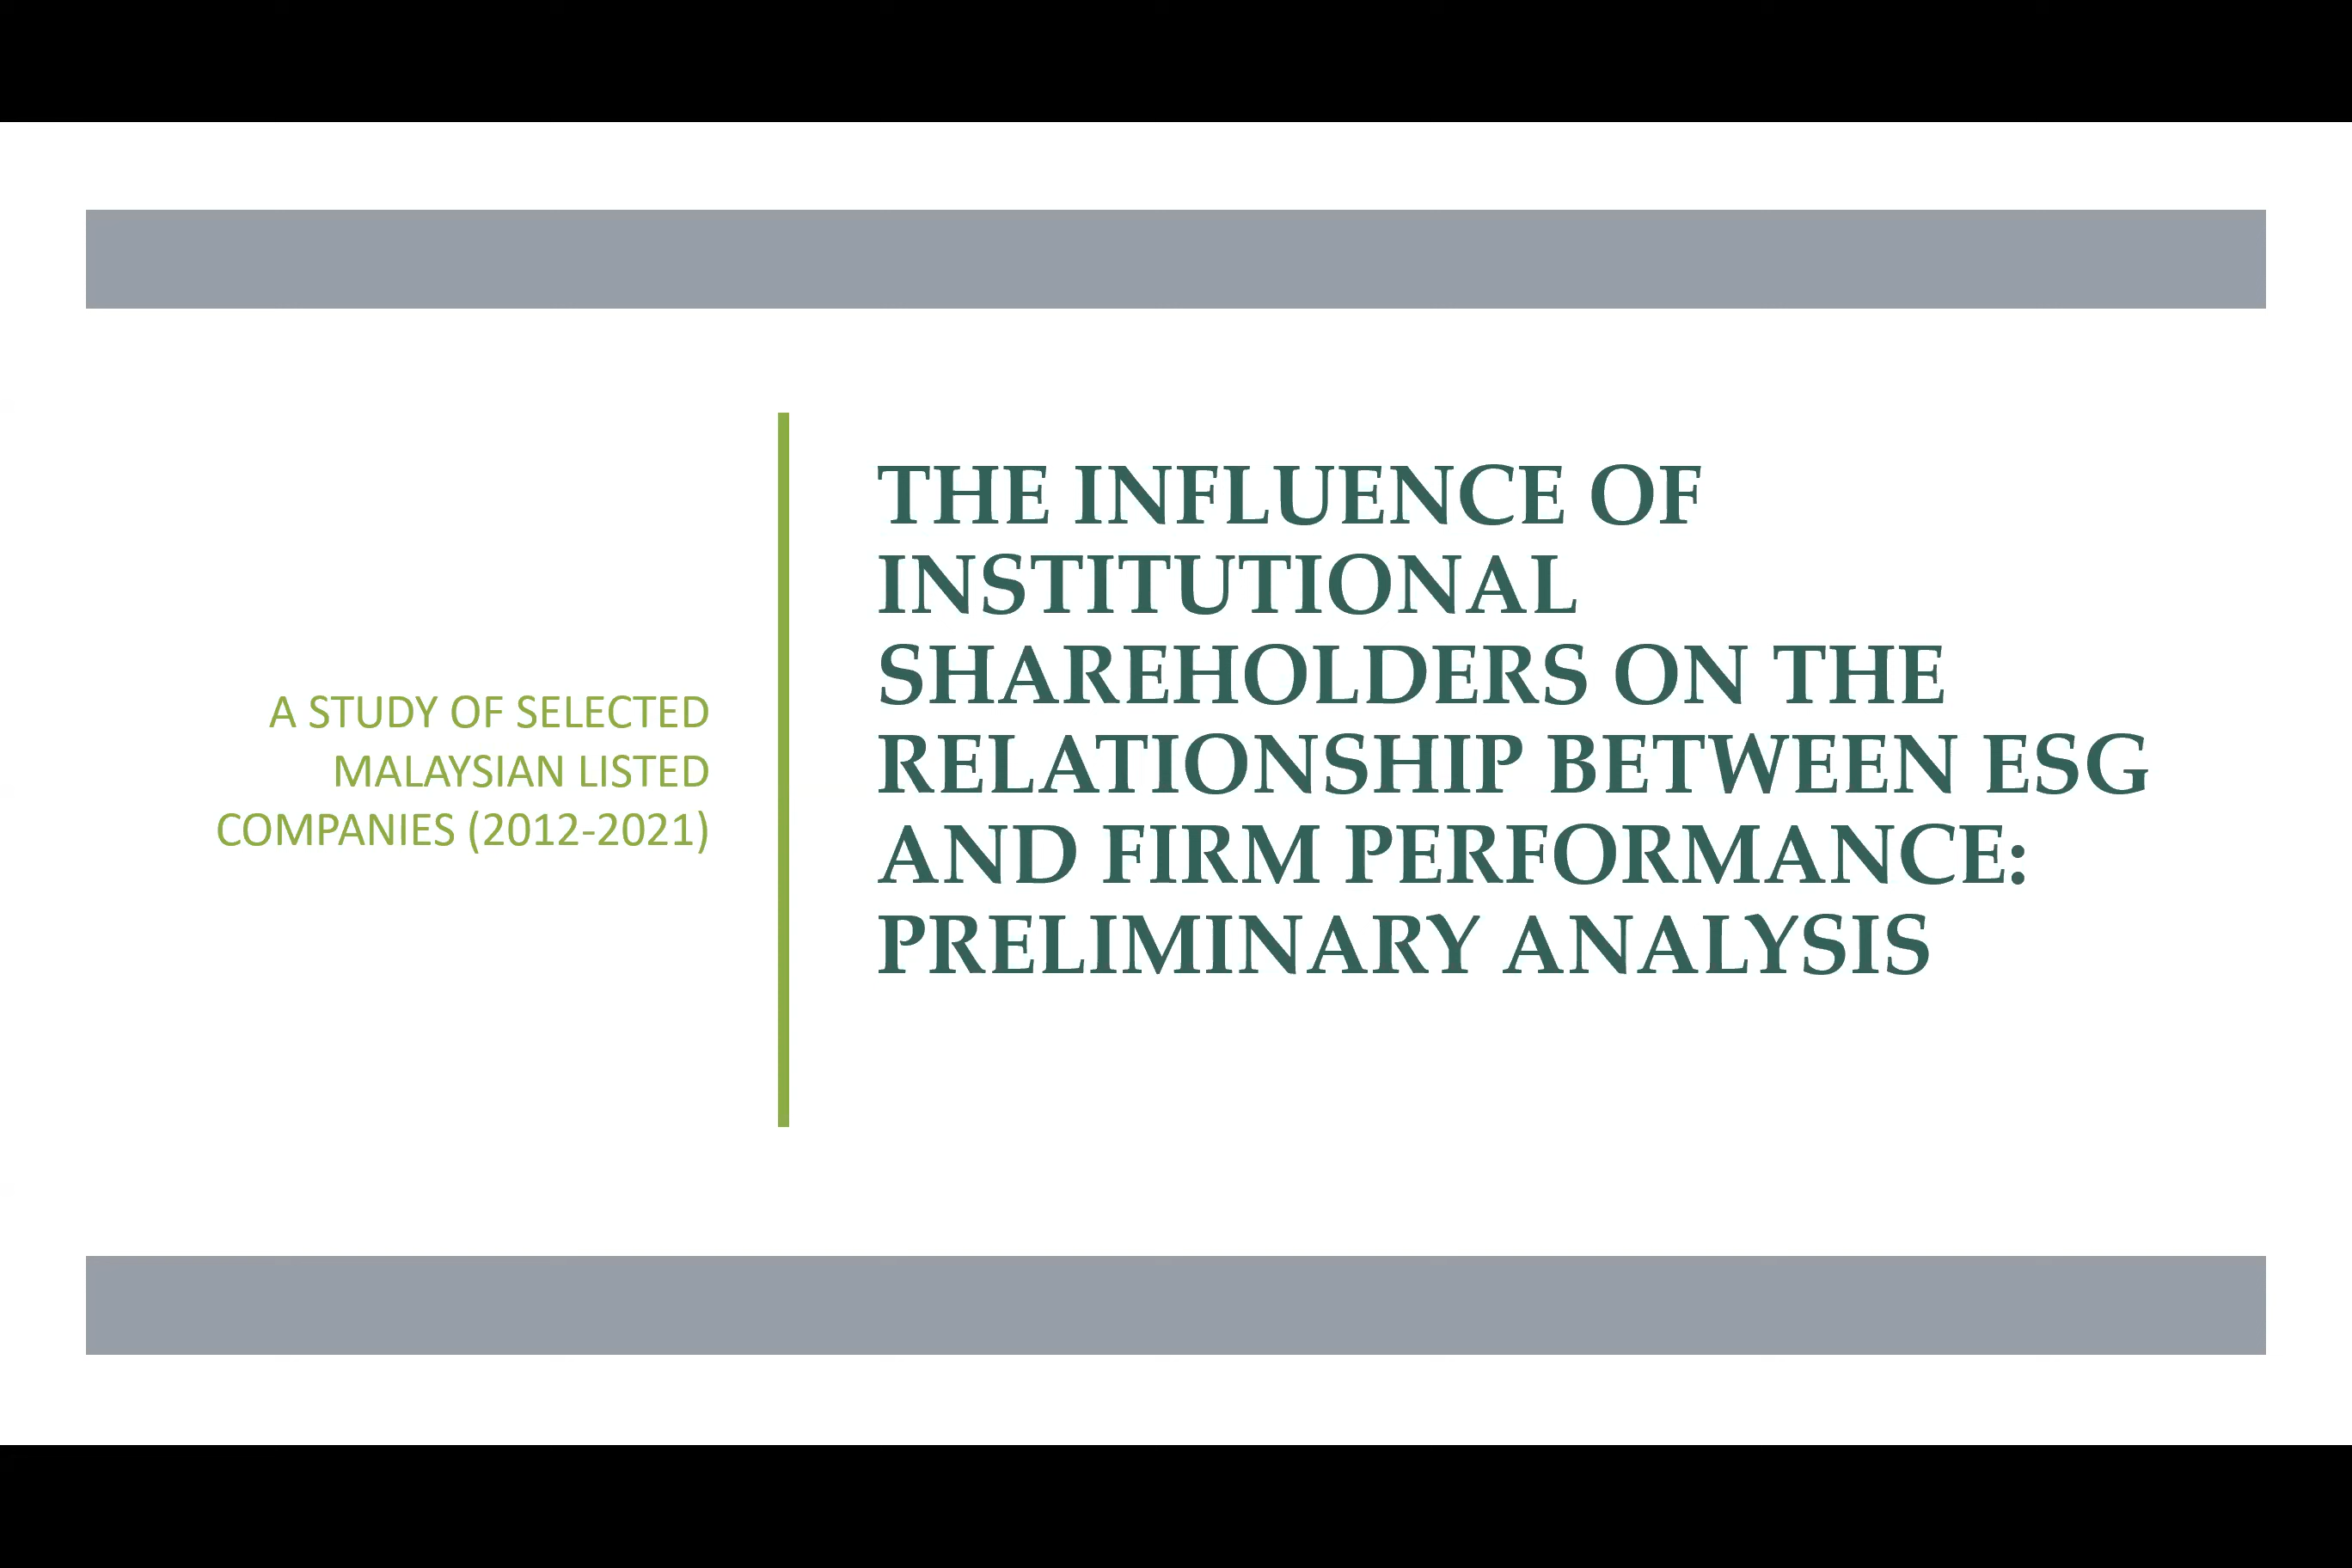 A STUDY OF SELECTED
MALAYSIAN LISTED
COMPANIES (2012-2021)
THE INFLUENCE OF
INSTITUTIONAL
SHAREHOLDERS ON THE
RELATIONSHIP BETWEEN ESG
AND FIRM PERFORMANCE:
PRELIMINARY ANALYSIS